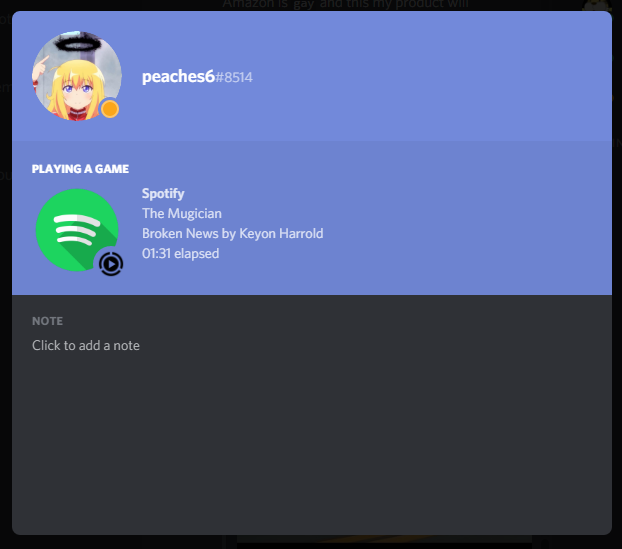 Amazon is gay and this my product will
peaches6#8514
PLAYING A GAME
Spotify
The Mugician
Broken News by Keyon Harrold
01:31 elapsed
NOTE
Click to add a note